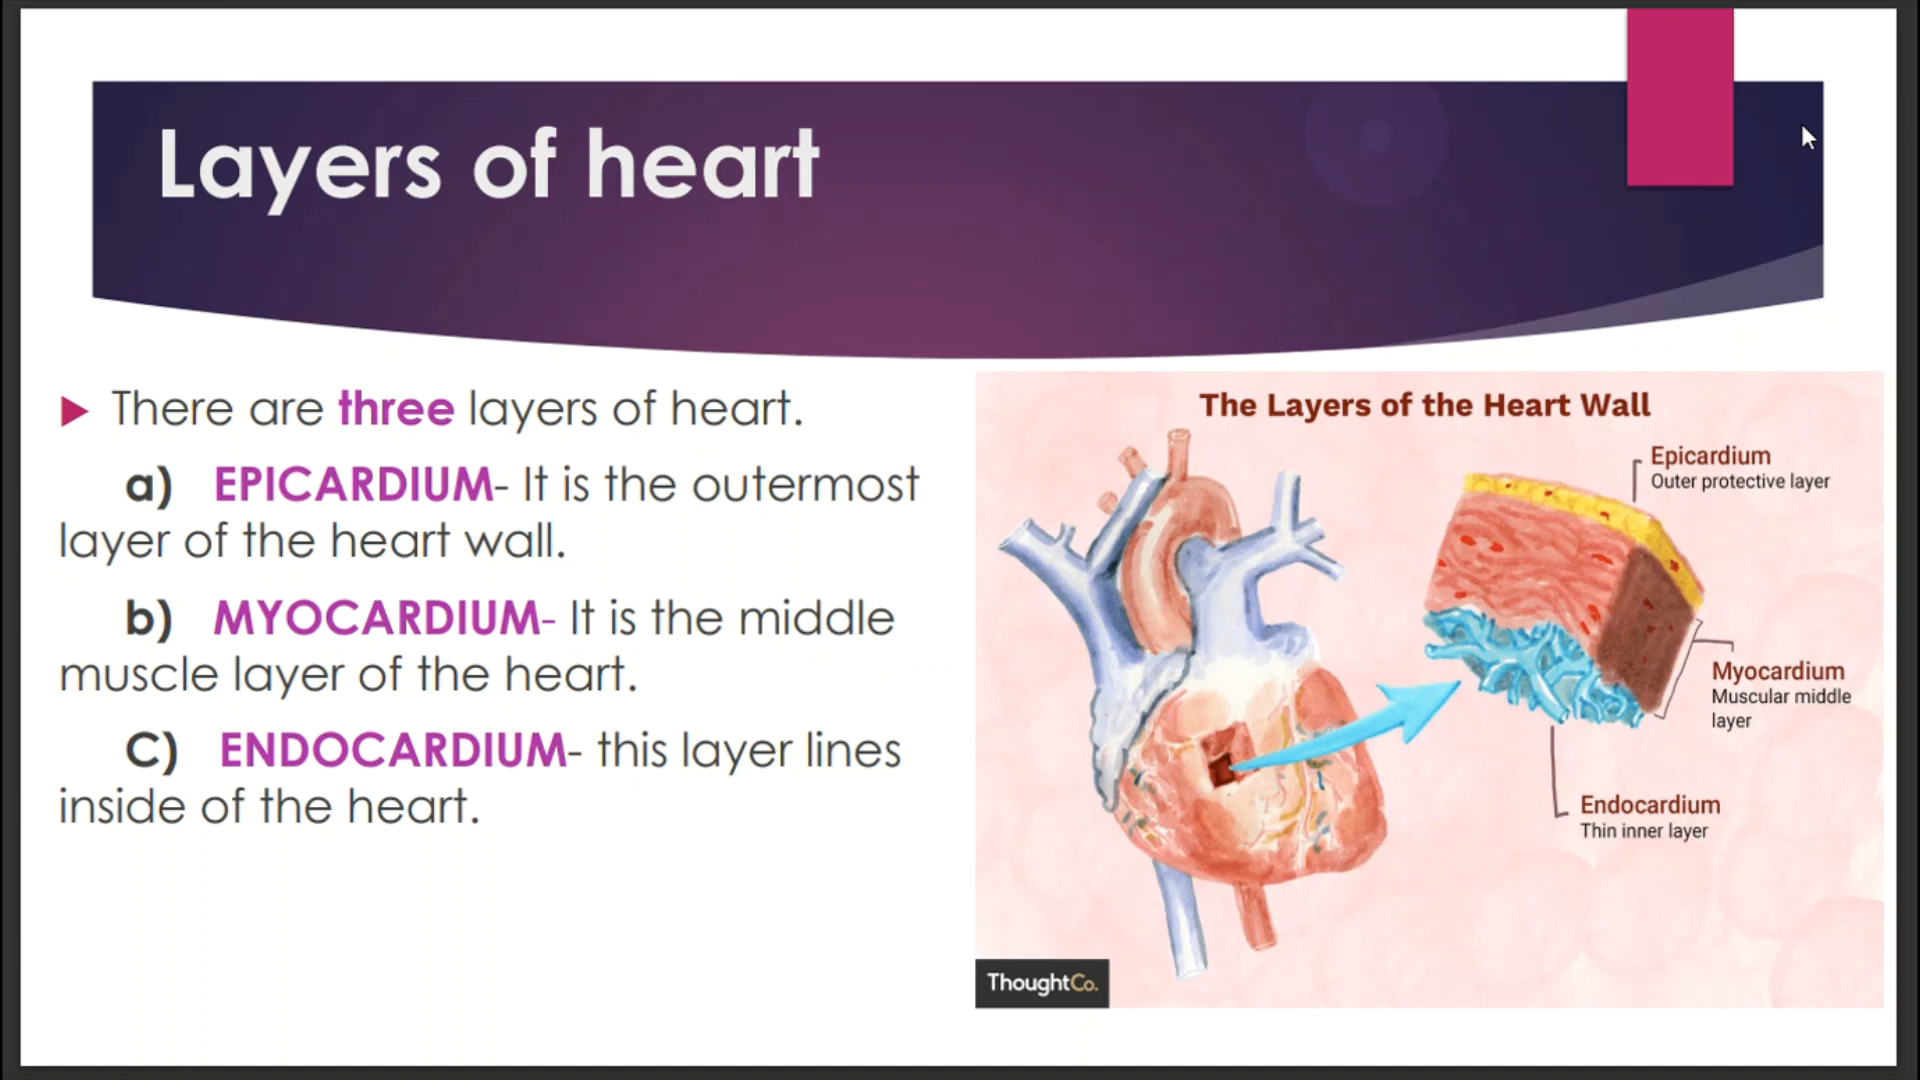 Layers of heart
There are three layers of heart.
a) EPICARDIUM- It is the outermost
layer of the heart wall.
b) MYOCARDIUM- It is the middle
muscle layer of the heart.
C) ENDOCARDIUM- this layer lines
inside of the heart.
The Layers of the Heart Wall
Epicardium
Outer protective layer
Myocardium
Muscular middle
layer
Endocardium
Thin inner layer
ThoughtCo.